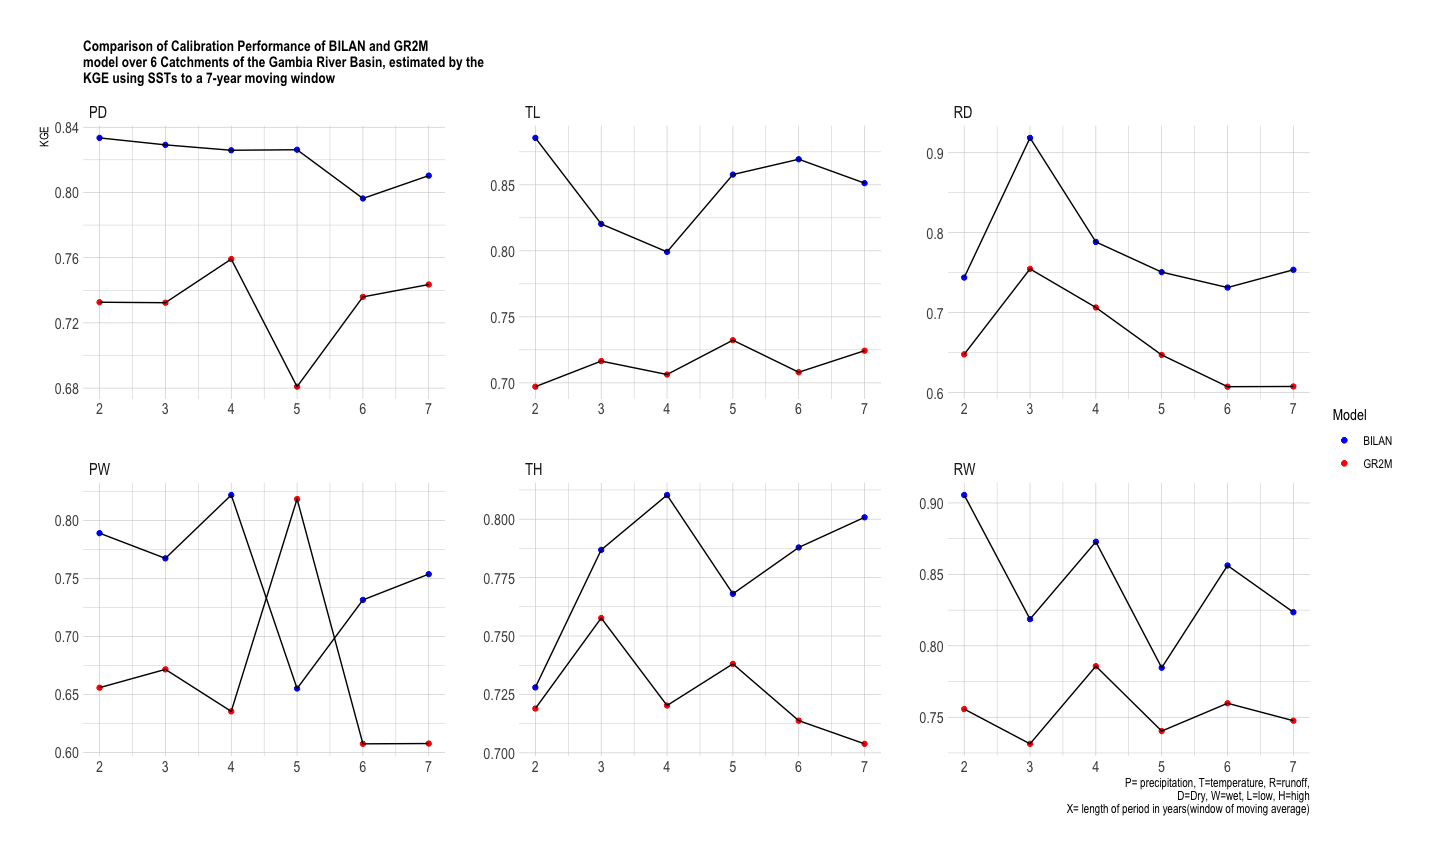 Comparison of Calibration Performance of BILAN and GR2M
model over 6 Catchments of the Gambia River Basin, estimated by the
KGE using SSTs to a 7-year moving window
PD
KGE
0.84
0.80
0.76
0.72
0.68
2 3 4 5 6 7
TL
0.85
0.80
0.75
0.70
2 3 4 5 6 7
RD
0.9
0.8
0.7
0.6
2 3 4 5 6 7
Model
BILAN
GR2M
PW
0.80
0.75
0.70
0.65
0.60
2 3 4 5 6 7
TH
0.800
0.775
0.750
0.725
0.700
2 3 4 5 6 7
RW
0.90
0.85
0.80
0.75
2 3 4 5 6 7
P= precipitation, T=temperature, R=runoff,
D=Dry, W=wet, L=low, H=high
X= length of period in years(window of moving average)